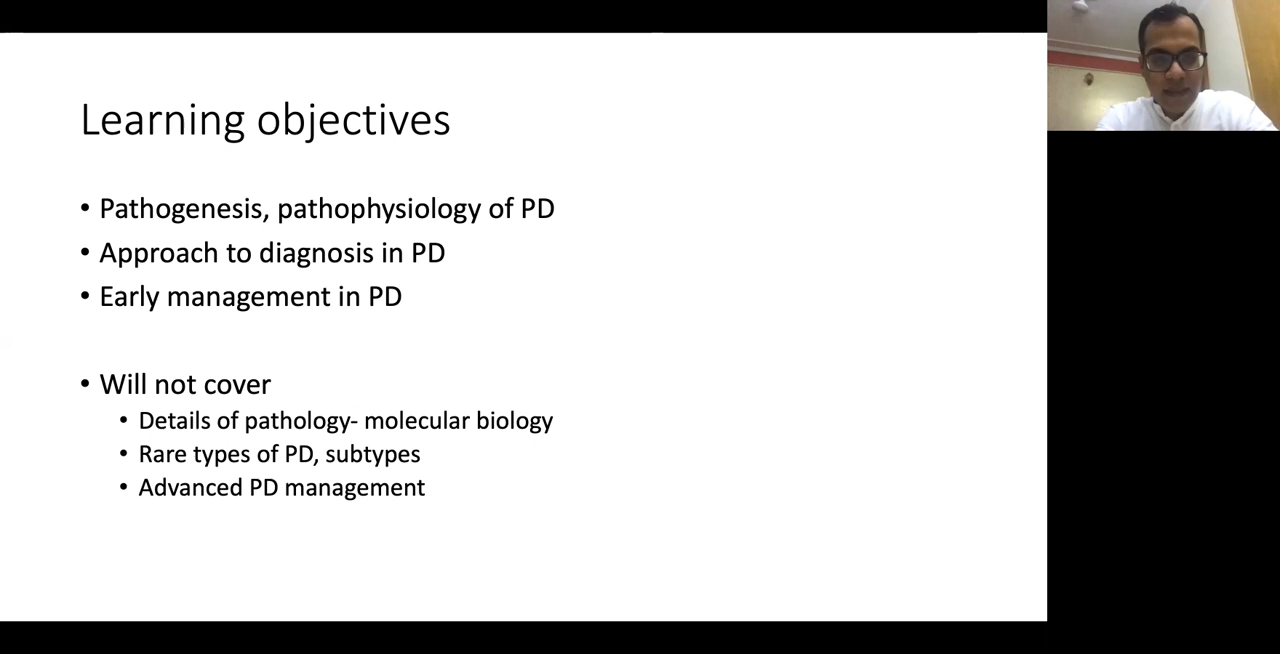 Learning objectives
• Pathogenesis, pathophysiology of PD
• Approach to diagnosis in PD
• Early management in PD
• Will not cover
• Details of pathology- molecular biology
• Rare types of PD, subtypes
• Advanced PD management